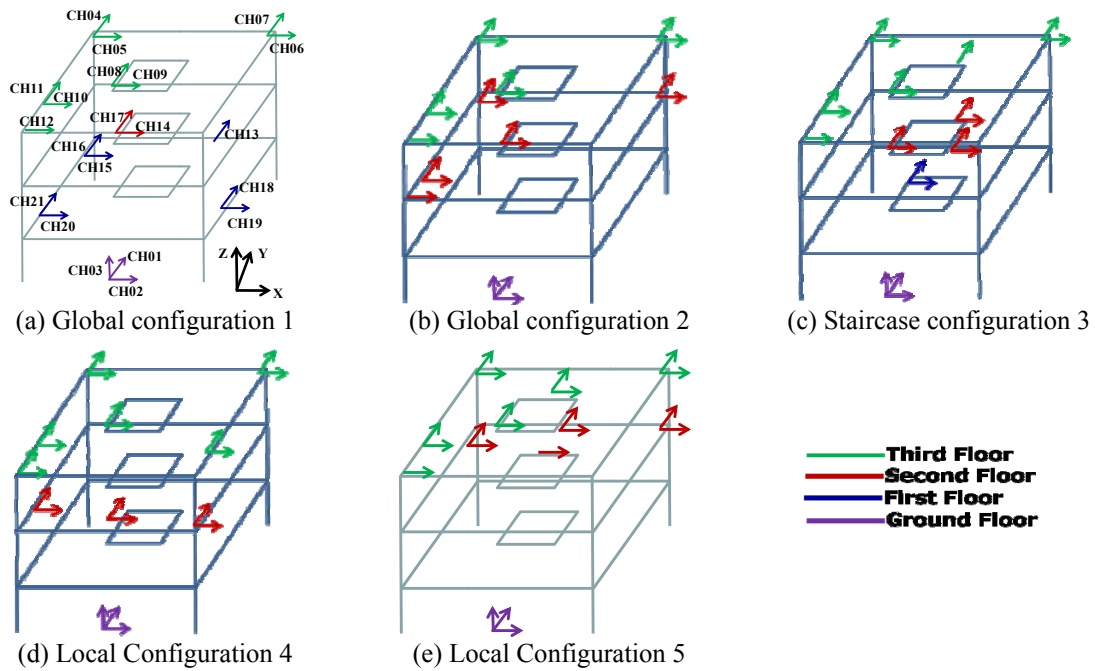 CH04
CH07
CH05
CH06
CH08
CH09
CH11
CH10
CH17
CH12
CH14
CH13
CH16
CH15
CH18
CH21
CH19
CH20
Z
Y
CH01
CH03
CH02
X
(a) Global configuration 1
(b) Global configuration 2
(c) Staircase configuration 3
Third Floor
Second Floor
First Floor
Ground Floor
(d) Local Configuration 4
(e) Local Configuration 5